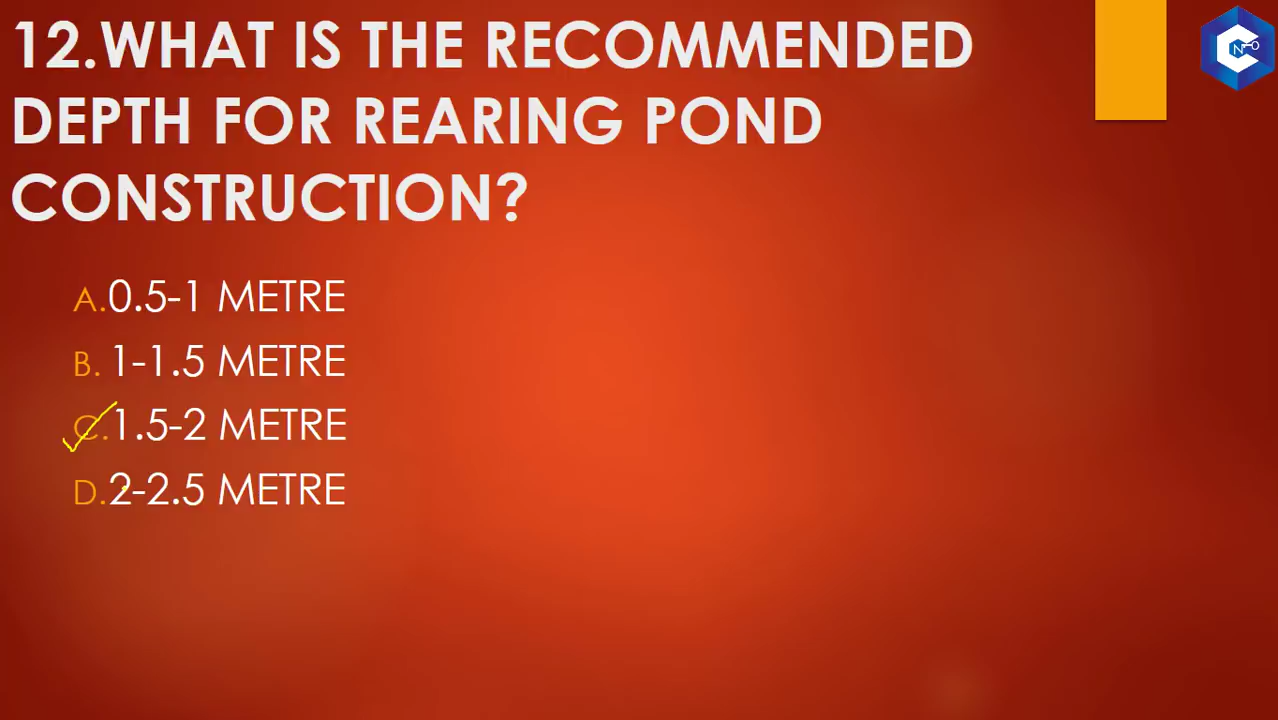 12.WHAT IS THE RECOMMENDED
DEPTH FOR REARING POND
CONSTRUCTION?
A.0.5-1 METRE
B. 1-1.5 METRE
C.1.5-2 METRE
D.2-2.5 METRE